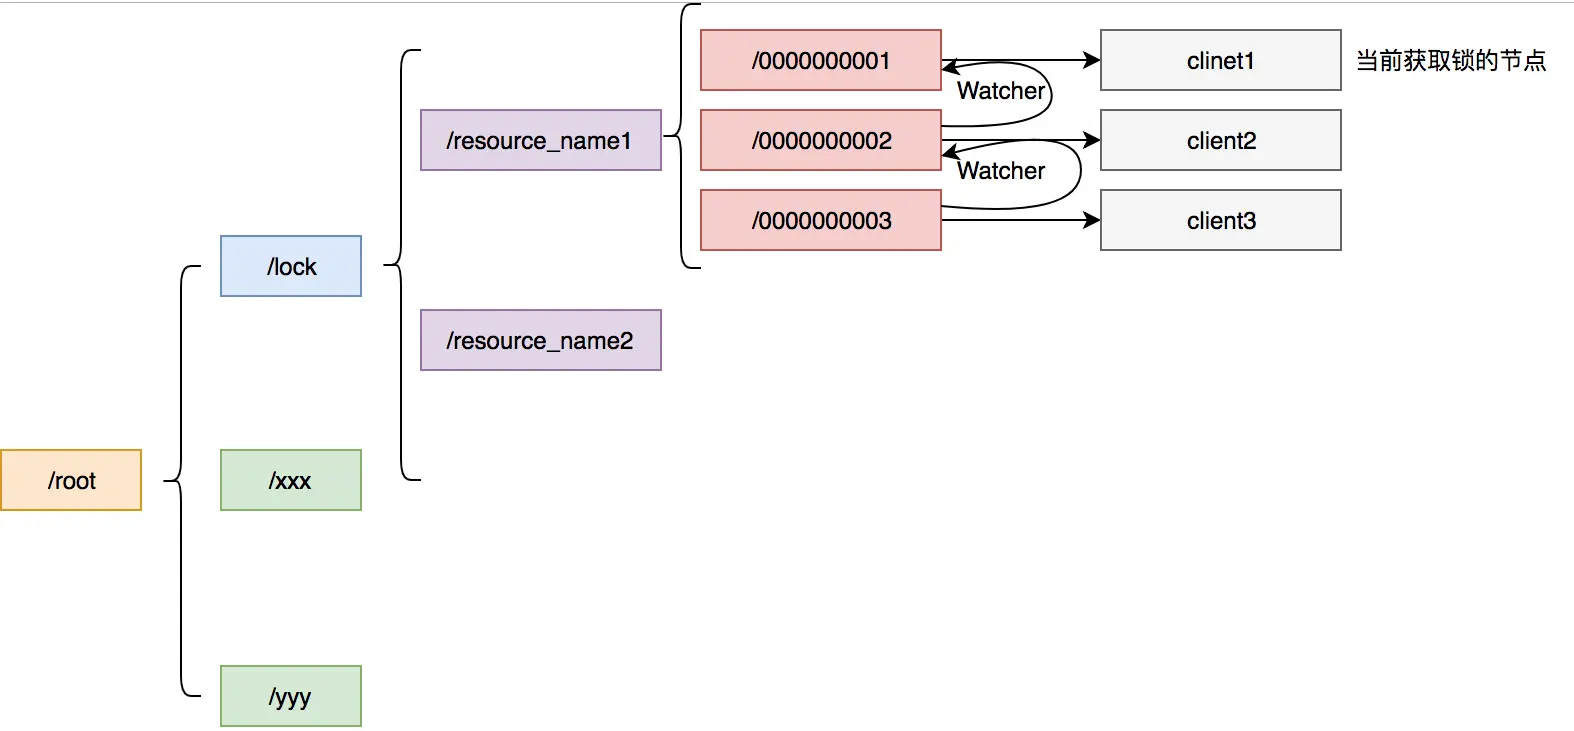 /0000000001
clinet1
当前获取锁的节点
Watcher
/resource_name1
/0000000002
client2
Watcher
/0000000003
client3
/lock
/resource_name2
/root
/xxx
/yyy